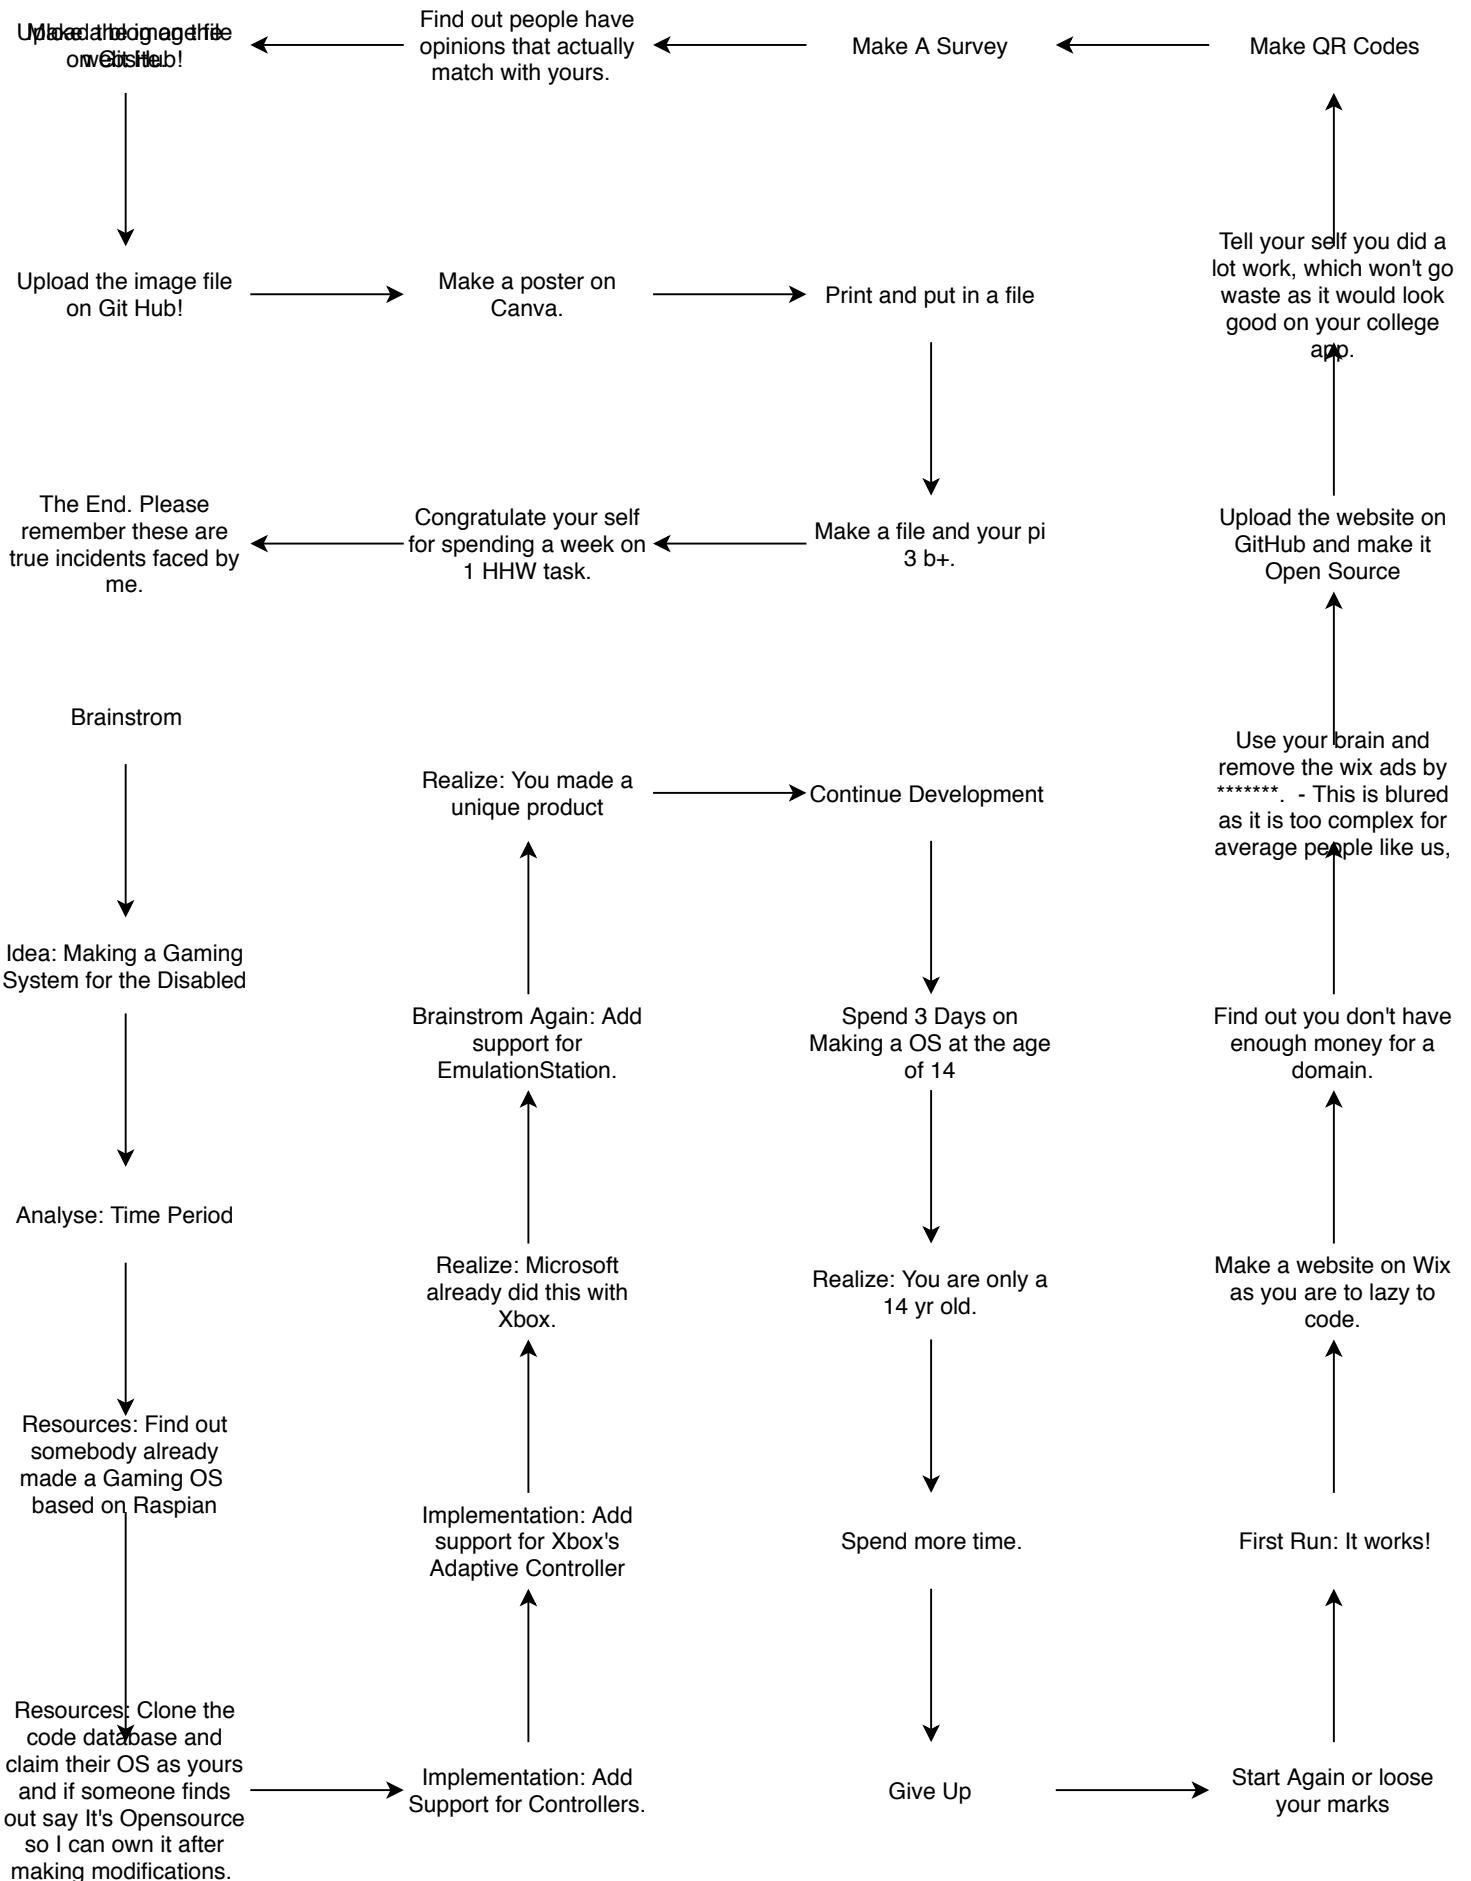 Find out people have
opinions that actually
match with yours.
Make A Survey
Make QR Codes
Upload the image file
on Git Hub!
Make a poster on
Canva.
Print and put in a file
Tell your self you did a
lot work, which won't go
waste as it would look
good on your college
app.
The End. Please
remember these are
true incidents faced by
me.
Congratulate your self
for spending a week on
1 HHW task.
Make a file and your pi
3 b+.
Upload the website on
GitHub and make it
Open Source
Brainstrom
Realize: You made a
unique product
Continue Development
Use your brain and
remove the wix ads by
*******.  - This is blured
as it is too complex for
average people like us,
Idea: Making a Gaming
System for the Disabled
Brainstrom Again: Add
support for
EmulationStation.
Spend 3 Days on
Making a OS at the age
of 14
Find out you don't have
enough money for a
domain.
Analyse: Time Period
Realize: Microsoft
already did this with
Xbox.
Realize: You are only a
14 yr old.
Make a website on Wix
as you are to lazy to
code.
Resources: Find out
somebody already
made a Gaming OS
based on Raspian
Implementation: Add
support for Xbox's
Adaptive Controller
Spend more time.
First Run: It works!
Resources: Clone the
code database and
claim their OS as yours
and if someone finds
out say It's Opensource
so I can own it after
making modifications.
Implementation: Add
Support for Controllers.
Give Up
Start Again or loose
your marks